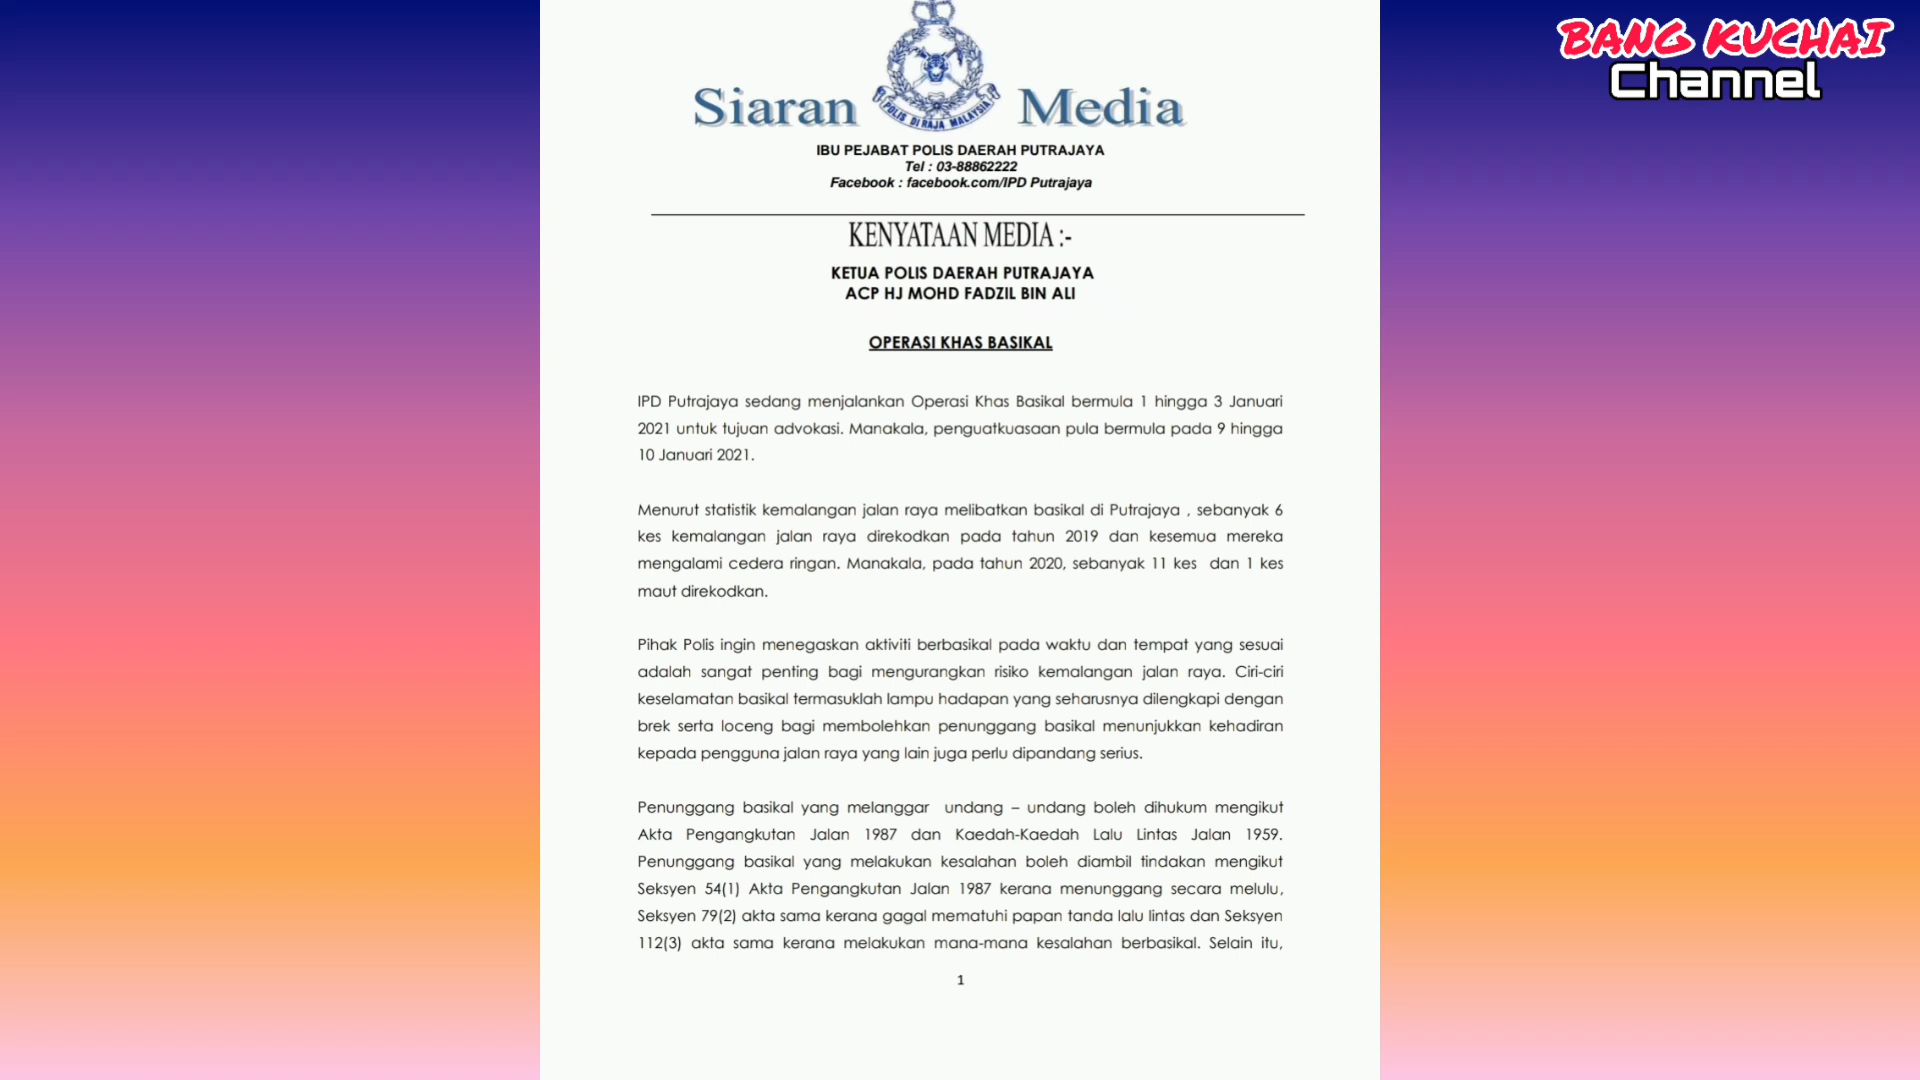 BANG KUCHAI
Channel
Siaran Media
POLIS DIRAJA MALAYSIA
IBU PEJABAT POLIS DAERAH PUTRAJAYA
Tel : 03-88862222
Facebook : facebook.com/IPD Putrajaya
KENYATAAN MEDIA :-
KETUA POLIS DAERAH PUTRAJAYA
ACP HJ MOHD FADZIL BIN ALI
OPERASI KHAS BASIKAL
IPD Putrajaya sedang menjalankan Operasi Khas Basikal bermula 1 hingga 3 Januari
2021 untuk tujuan advokasi. Manakala, penguatkuasaan pula bermula pada 9 hingga
10 Januari 2021.
Menurut statistik kemalangan jalan raya melibatkan basikal di Putrajaya , sebanyak 6
kes kemalangan jalan raya direkodkan pada tahun 2019 dan kesemua mereka
mengalami cedera ringan. Manakala, pada tahun 2020, sebanyak 11 kes dan 1 kes
maut direkodkan.
Pihak Polis ingin menegaskan aktiviti berbasikal pada waktu dan tempat yang sesuai
adalah sangat penting bagi mengurangkan risiko kemalangan jalan raya. Ciri-ciri
keselamatan basikal termasuklah lampu hadapan yang seharusnya dilengkapi dengan
brek serta loceng bagi membolehkan penunggang basikal menunjukkan kehadiran
kepada pengguna jalan raya yang lain juga perlu dipandang serius.
Penunggang basikal yang melanggar undang – undang boleh dihukum mengikut
Akta Pengangkutan Jalan 1987 dan Kaedah-Kaedah Lalu Lintas Jalan 1959.
Penunggang basikal yang melakukan kesalahan boleh diambil tindakan mengikut
Seksyen 54(1) Akta Pengangkutan Jalan 1987 kerana menunggang secara melulu,
Seksyen 79(2) akta sama kerana gagal mematuhi papan tanda lalu lintas dan Seksyen
112(3) akta sama kerana melakukan mana-mana kesalahan berbasikal. Selain itu,
1